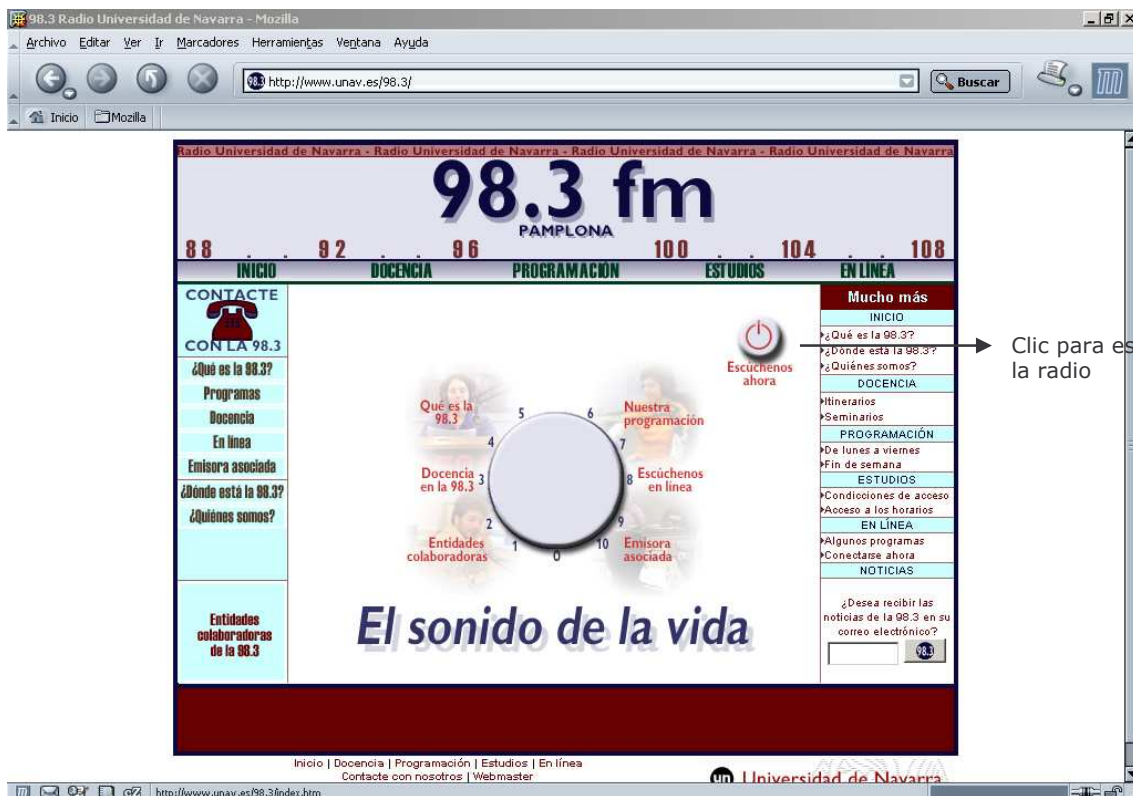 98.3 Radio Universidad de Navarra - Mozilla
Archivo Editar Ver Ir Marcadores Herramientas Ventana Ayuda
98.3 http://www.unav.es/98.3/
Buscar
Inicio Mozilla
Radio Universidad de Navarra - Radio Universidad de Navarra - Radio Universidad de Navarra - Radio Universidad de Navarra
98.3 fm
PAMPLONA
88 . . 92 . . 96 100 . . 104 . . 108
INICIO DOCENCIA PROGRAMACIÓN ESTUDIOS EN LÍNEA
CONTACTE
CON LA 98.3
¿Qué es la 98.3?
Programas
Docencia
En línea
Emisora asociada
¿Dónde está la 98.3?
¿Quiénes somos?
Entidades
colaboradoras
de la 98.3
Escúchenos
ahora
Qué es la
98.3
Nuestra
programación
Docencia
en la 98.3
Escúchenos
en línea
Entidades
colaboradoras
Emisora
asociada
0 1 2 3 4 5 6 7 8 9 10
El sonido de la vida
Mucho más
INICIO
¿Qué es la 98.3?
¿Dónde está la 98.3?
¿Quiénes somos?
DOCENCIA
Itinerarios
Seminarios
PROGRAMACIÓN
De lunes a viernes
Fin de semana
ESTUDIOS
Condicciones de acceso
Acceso a los horarios
EN LÍNEA
Algunos programas
Conectarse ahora
NOTICIAS
¿Desea recibir las
noticias de la 98.3 en su
correo electrónico?
98.3
Clic para es
la radio
Inicio | Docencia | Programación | Estudios | En línea
Contacte con nosotros | Webmaster
un Universidad de Navarra
http://www.unav.es/98.3/index.htm